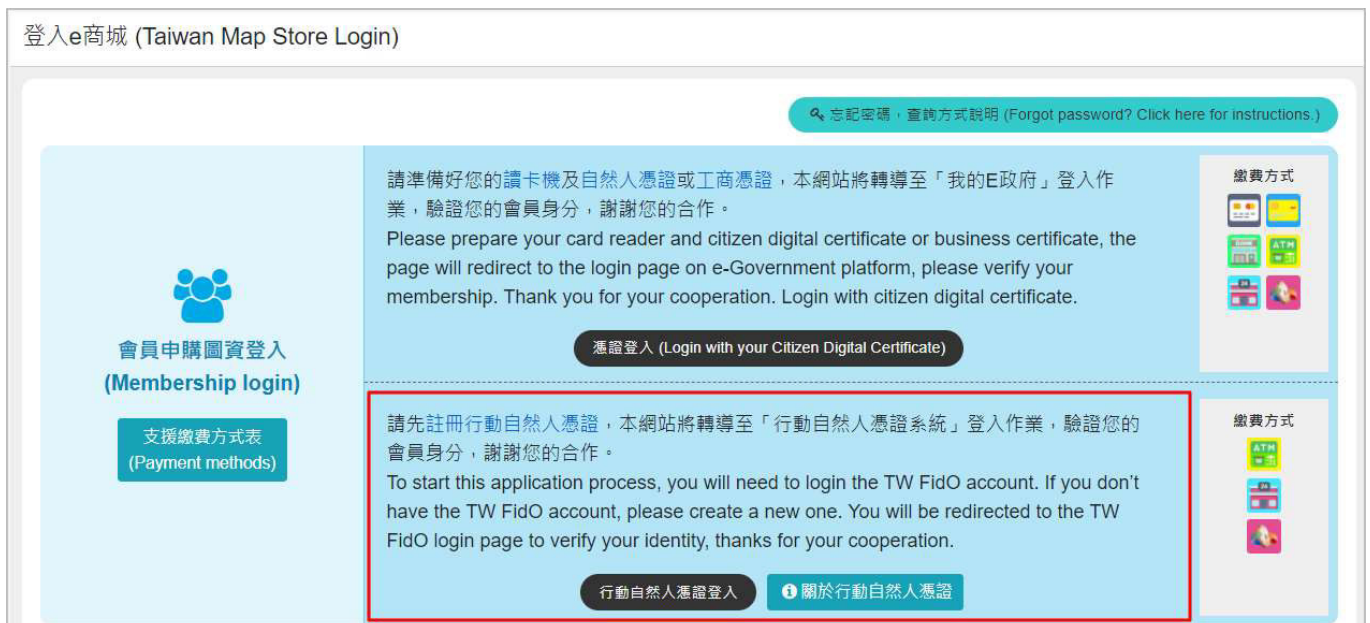 登入e商城 (Taiwan Map Store Login)
忘記密碼，查詢方式說明 (Forgot password? Click here for instructions.)
會員申購圖資登入
(Membership login)
支援繳費方式表
(Payment methods)
請準備好您的讀卡機及自然人憑證或工商憑證，本網站將轉導至「我的E政府」登入作
業，驗證您的會員身分，謝謝您的合作。
Please prepare your card reader and citizen digital certificate or business certificate, the
page will redirect to the login page on e-Government platform, please verify your
membership. Thank you for your cooperation. Login with citizen digital certificate.
憑證登入 (Login with your Citizen Digital Certificate)
繳費方式
ATM
24
請先註冊行動自然人憑證，本網站將轉導至「行動自然人憑證系統」登入作業，驗證您的
會員身分，謝謝您的合作。
To start this application process, you will need to login the TW FidO account. If you don’t
have the TW FidO account, please create a new one. You will be redirected to the TW
FidO login page to verify your identity, thanks for your cooperation.
行動自然人憑證登入
關於行動自然人憑證
繳費方式
ATM
24